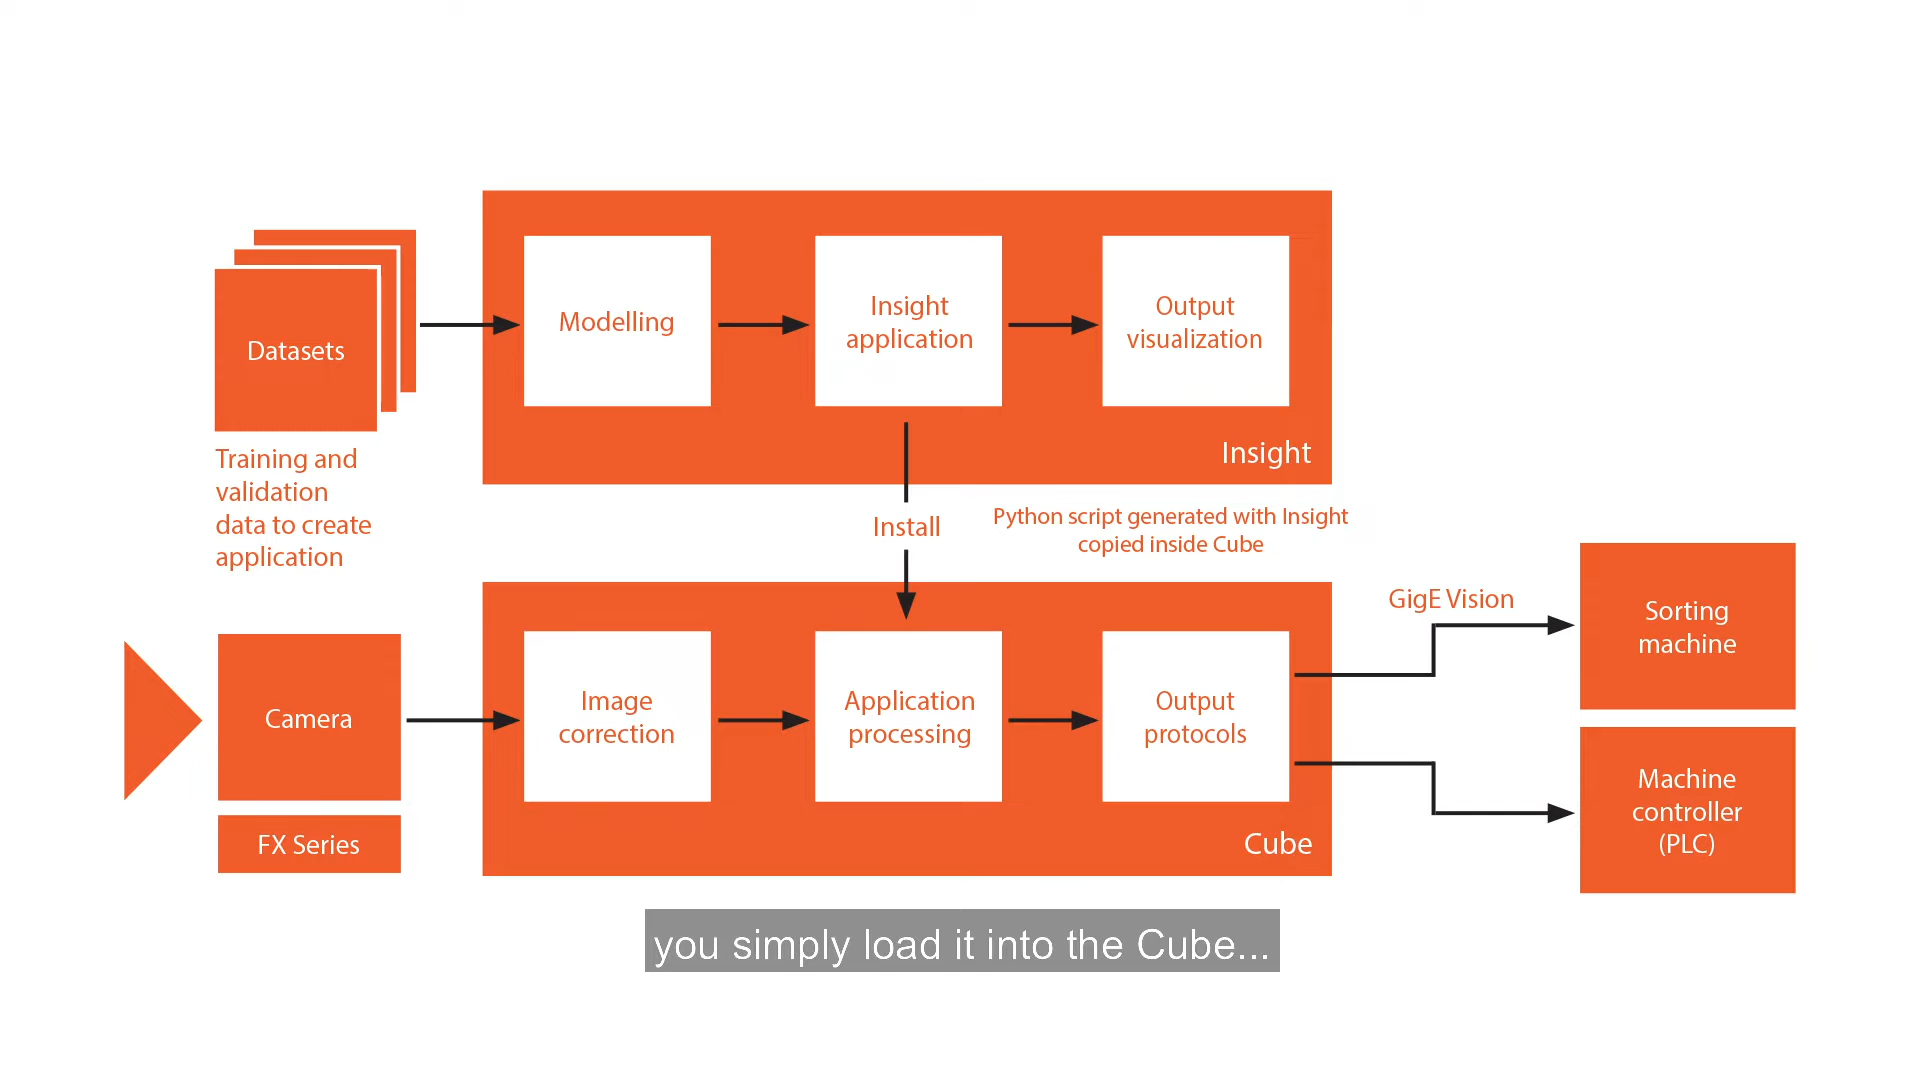 Datasets
Training and
validation
data to create
application
Modelling
Insight
application
Output
visualization
Insight
Install
Python script generated with Insight
copied inside Cube
Camera
FX Series
Image
correction
Application
processing
Output
protocols
Cube
GigE Vision
Sorting
machine
Machine
controller
(PLC)
you simply load it into the Cube...